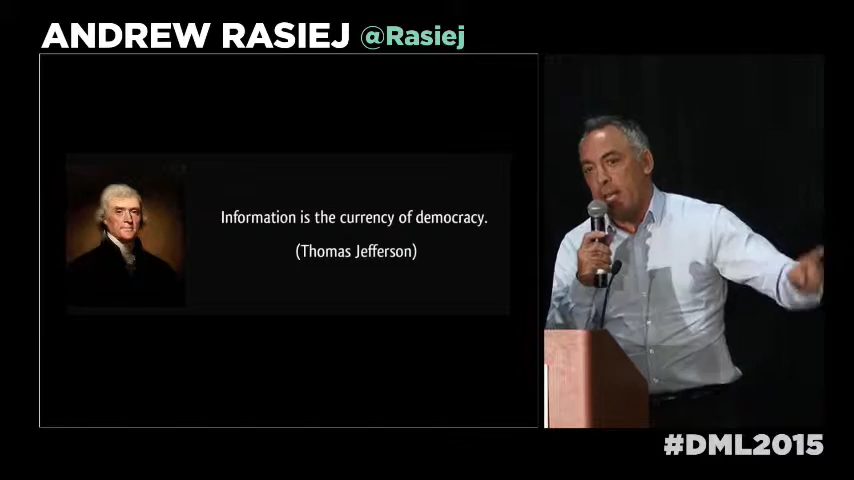 ANDREW RASIEJ @Rasiej
Information is the currency of democracy.
(Thomas Jefferson)
#DML2015